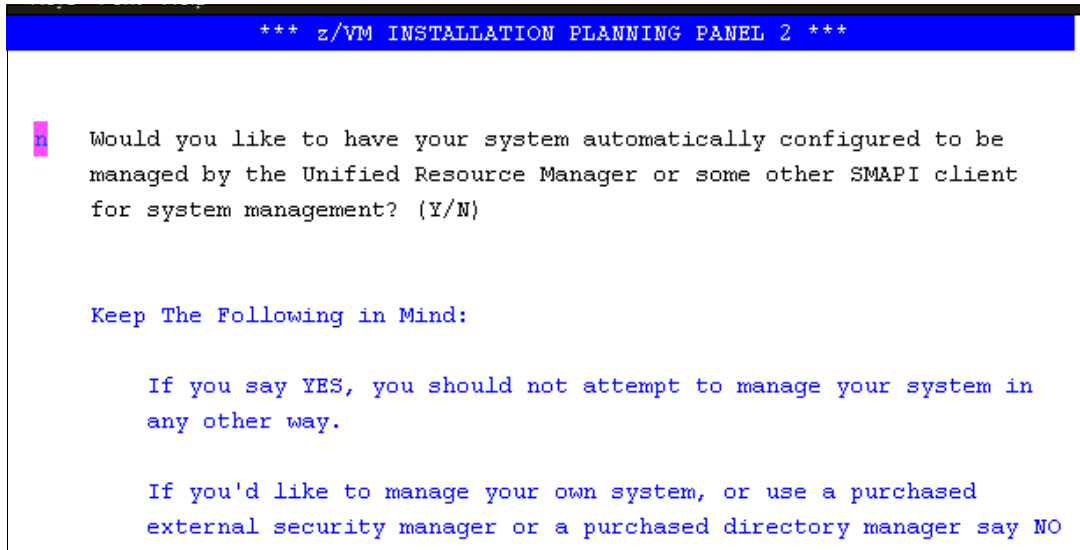 *** z/VM INSTALLATION PLANNING PANEL 2 ***
n Would you like to have your system automatically configured to be
managed by the Unified Resource Manager or some other SMAPI client
for system management? (Y/N)
Keep The Following in Mind:
If you say YES, you should not attempt to manage your system in
any other way.
If you'd like to manage your own system, or use a purchased
external security manager or a purchased directory manager say NO